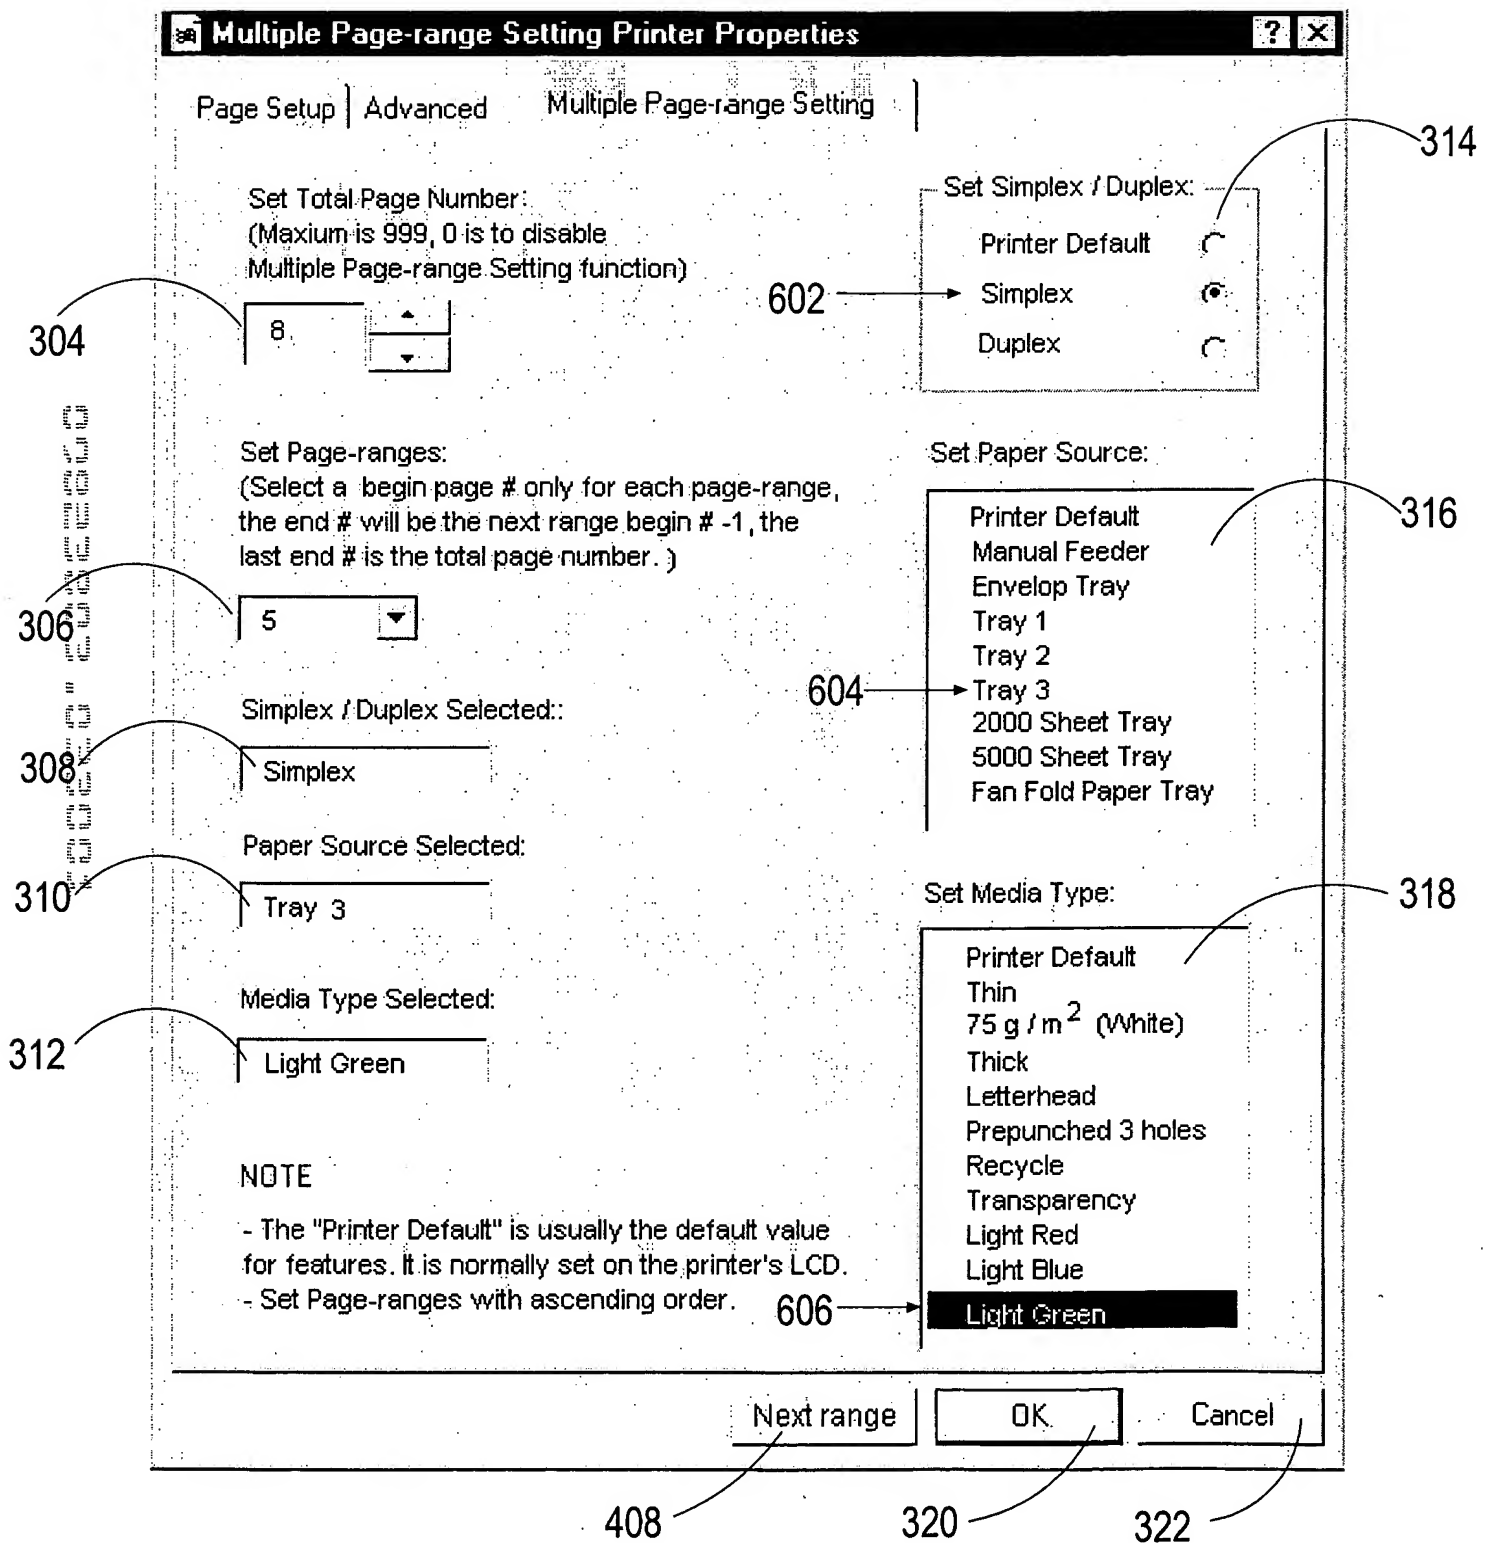 Multiple Page-range Setting Printer Properties ? X
Page Setup Advanced Multiple Page-range Setting
314
Set Total Page Number:
(Maxium is 999, 0 is to disable
Multiple Page-range Setting function)
304
8
Set Simplex / Duplex:
Printer Default
602
Simplex
Duplex
Set Page-ranges:
(Select a begin page # only for each page-range,
the end # will be the next range begin # -1, the
last end # is the total page number. )
306
5
Simplex / Duplex Selected::
308
Simplex
Paper Source Selected:
310
Tray 3
Media Type Selected:
312
Light Green
NOTE
- The "Printer Default" is usually the default value
for features. It is normally set on the printer's LCD.
- Set Page-ranges with ascending order.
Set Paper Source:
316
Printer Default
Manual Feeder
Envelop Tray
Tray 1
Tray 2
604
Tray 3
2000 Sheet Tray
5000 Sheet Tray
Fan Fold Paper Tray
Set Media Type:
318
Printer Default
Thin
75 g / m 2 (White)
Thick
Letterhead
Prepunched 3 holes
Recycle
Transparency
Light Red
Light Blue
606
Light Green
Next range OK Cancel
408 320 322